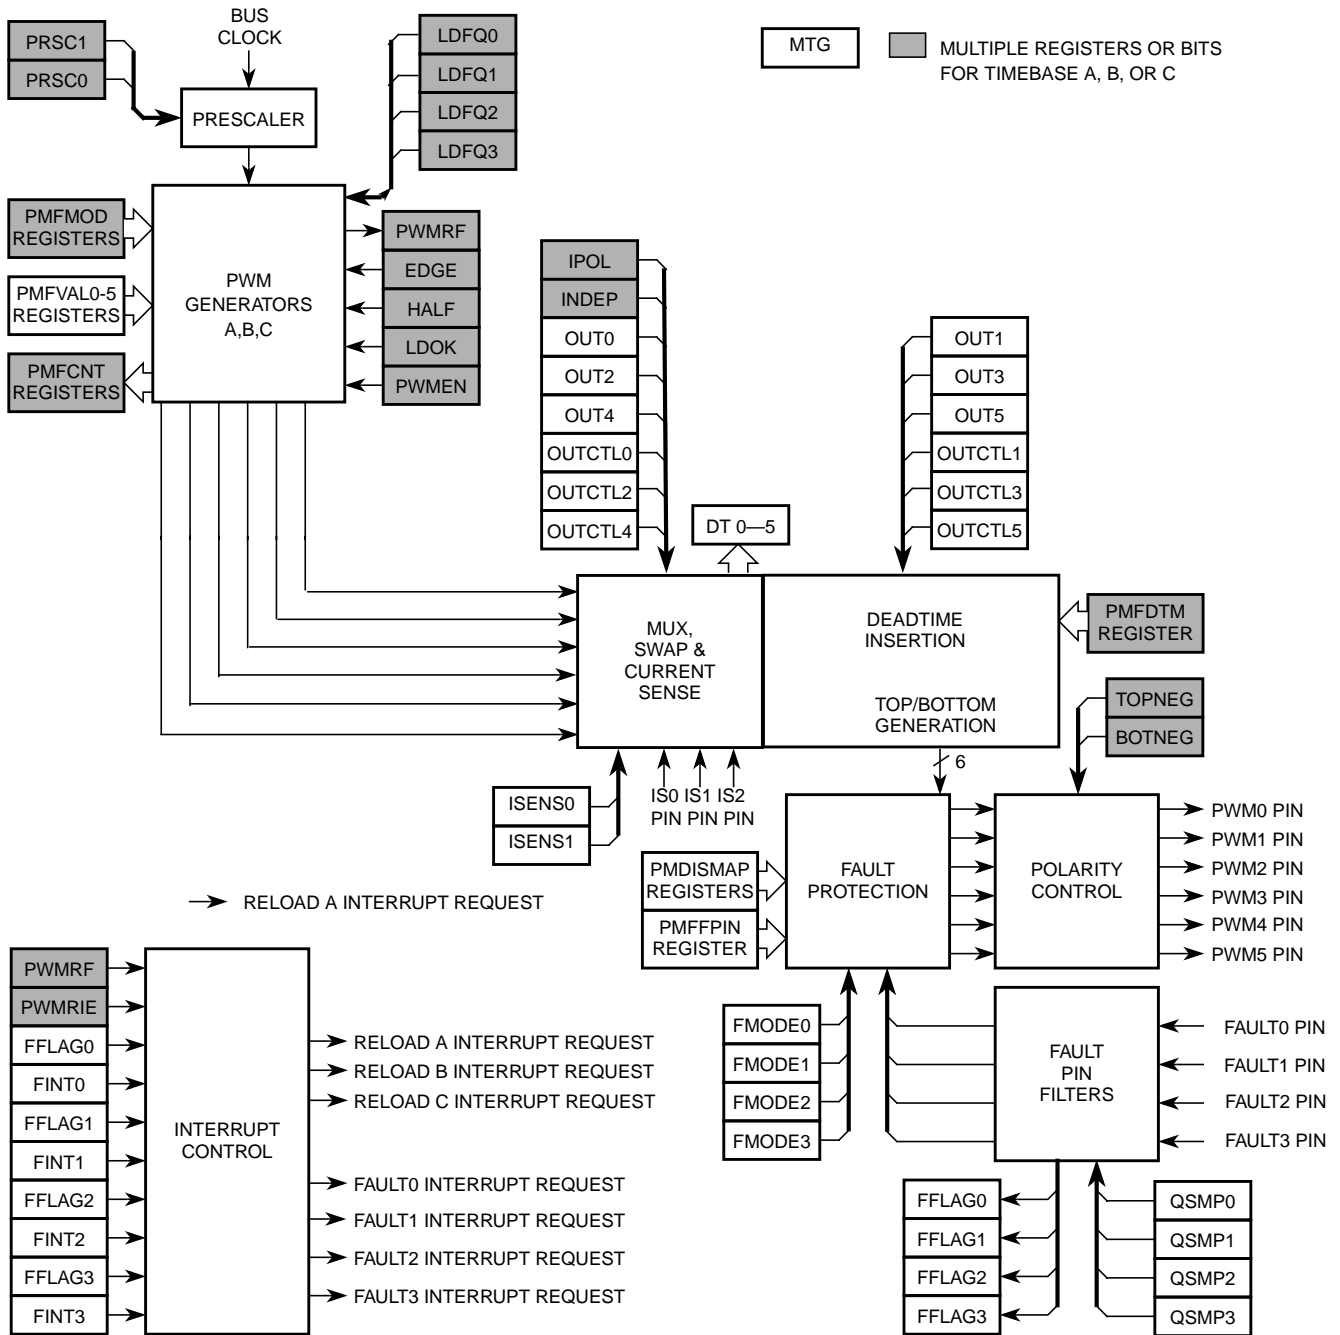 PRSC1
PRSC0
BUS
CLOCK
PRESCALER
LDFQ0
LDFQ1
LDFQ2
LDFQ3
MTG
MULTIPLE REGISTERS OR BITS
FOR TIMEBASE A, B, OR C
PMFMOD
REGISTERS
PMFVAL0-5
REGISTERS
PMFCNT
REGISTERS
PWM
GENERATORS
A,B,C
PWMRF
EDGE
HALF
LDOK
PWMEN
IPOL
INDEP
OUT0
OUT2
OUT4
OUTCTL0
OUTCTL2
OUTCTL4
DT 0—5
OUT1
OUT3
OUT5
OUTCTL1
OUTCTL3
OUTCTL5
MUX,
SWAP &
CURRENT
SENSE
DEADTIME
INSERTION
TOP/BOTTOM
GENERATION
PMFDTM
REGISTER
TOPNEG
BOTNEG
6
ISENS0
ISENS1
IS0 IS1 IS2
PIN PIN PIN
PMDISMAP
REGISTERS
PMFFPIN
REGISTER
FAULT
PROTECTION
POLARITY
CONTROL
PWM0 PIN
PWM1 PIN
PWM2 PIN
PWM3 PIN
PWM4 PIN
PWM5 PIN
RELOAD A INTERRUPT REQUEST
PWMRF
PWMRIE
FFLAG0
FINT0
FFLAG1
FINT1
FFLAG2
FINT2
FFLAG3
FINT3
INTERRUPT
CONTROL
RELOAD A INTERRUPT REQUEST
RELOAD B INTERRUPT REQUEST
RELOAD C INTERRUPT REQUEST
FAULT0 INTERRUPT REQUEST
FAULT1 INTERRUPT REQUEST
FAULT2 INTERRUPT REQUEST
FAULT3 INTERRUPT REQUEST
FMODE0
FMODE1
FMODE2
FMODE3
FAULT
PIN
FILTERS
FAULT0 PIN
FAULT1 PIN
FAULT2 PIN
FAULT3 PIN
FFLAG0
FFLAG1
FFLAG2
FFLAG3
QSMP0
QSMP1
QSMP2
QSMP3